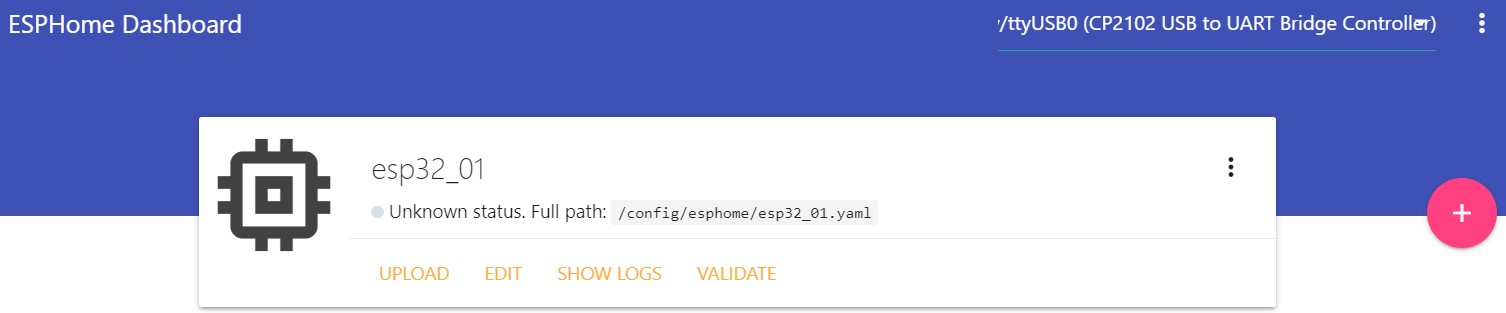 ESPHome Dashboard
/ttyUSB0 (CP2102 USB to UART Bridge Controller)
esp32_01
Unknown status. Full path: /config/esphome/esp32_01.yaml
UPLOAD EDIT SHOW LOGS VALIDATE